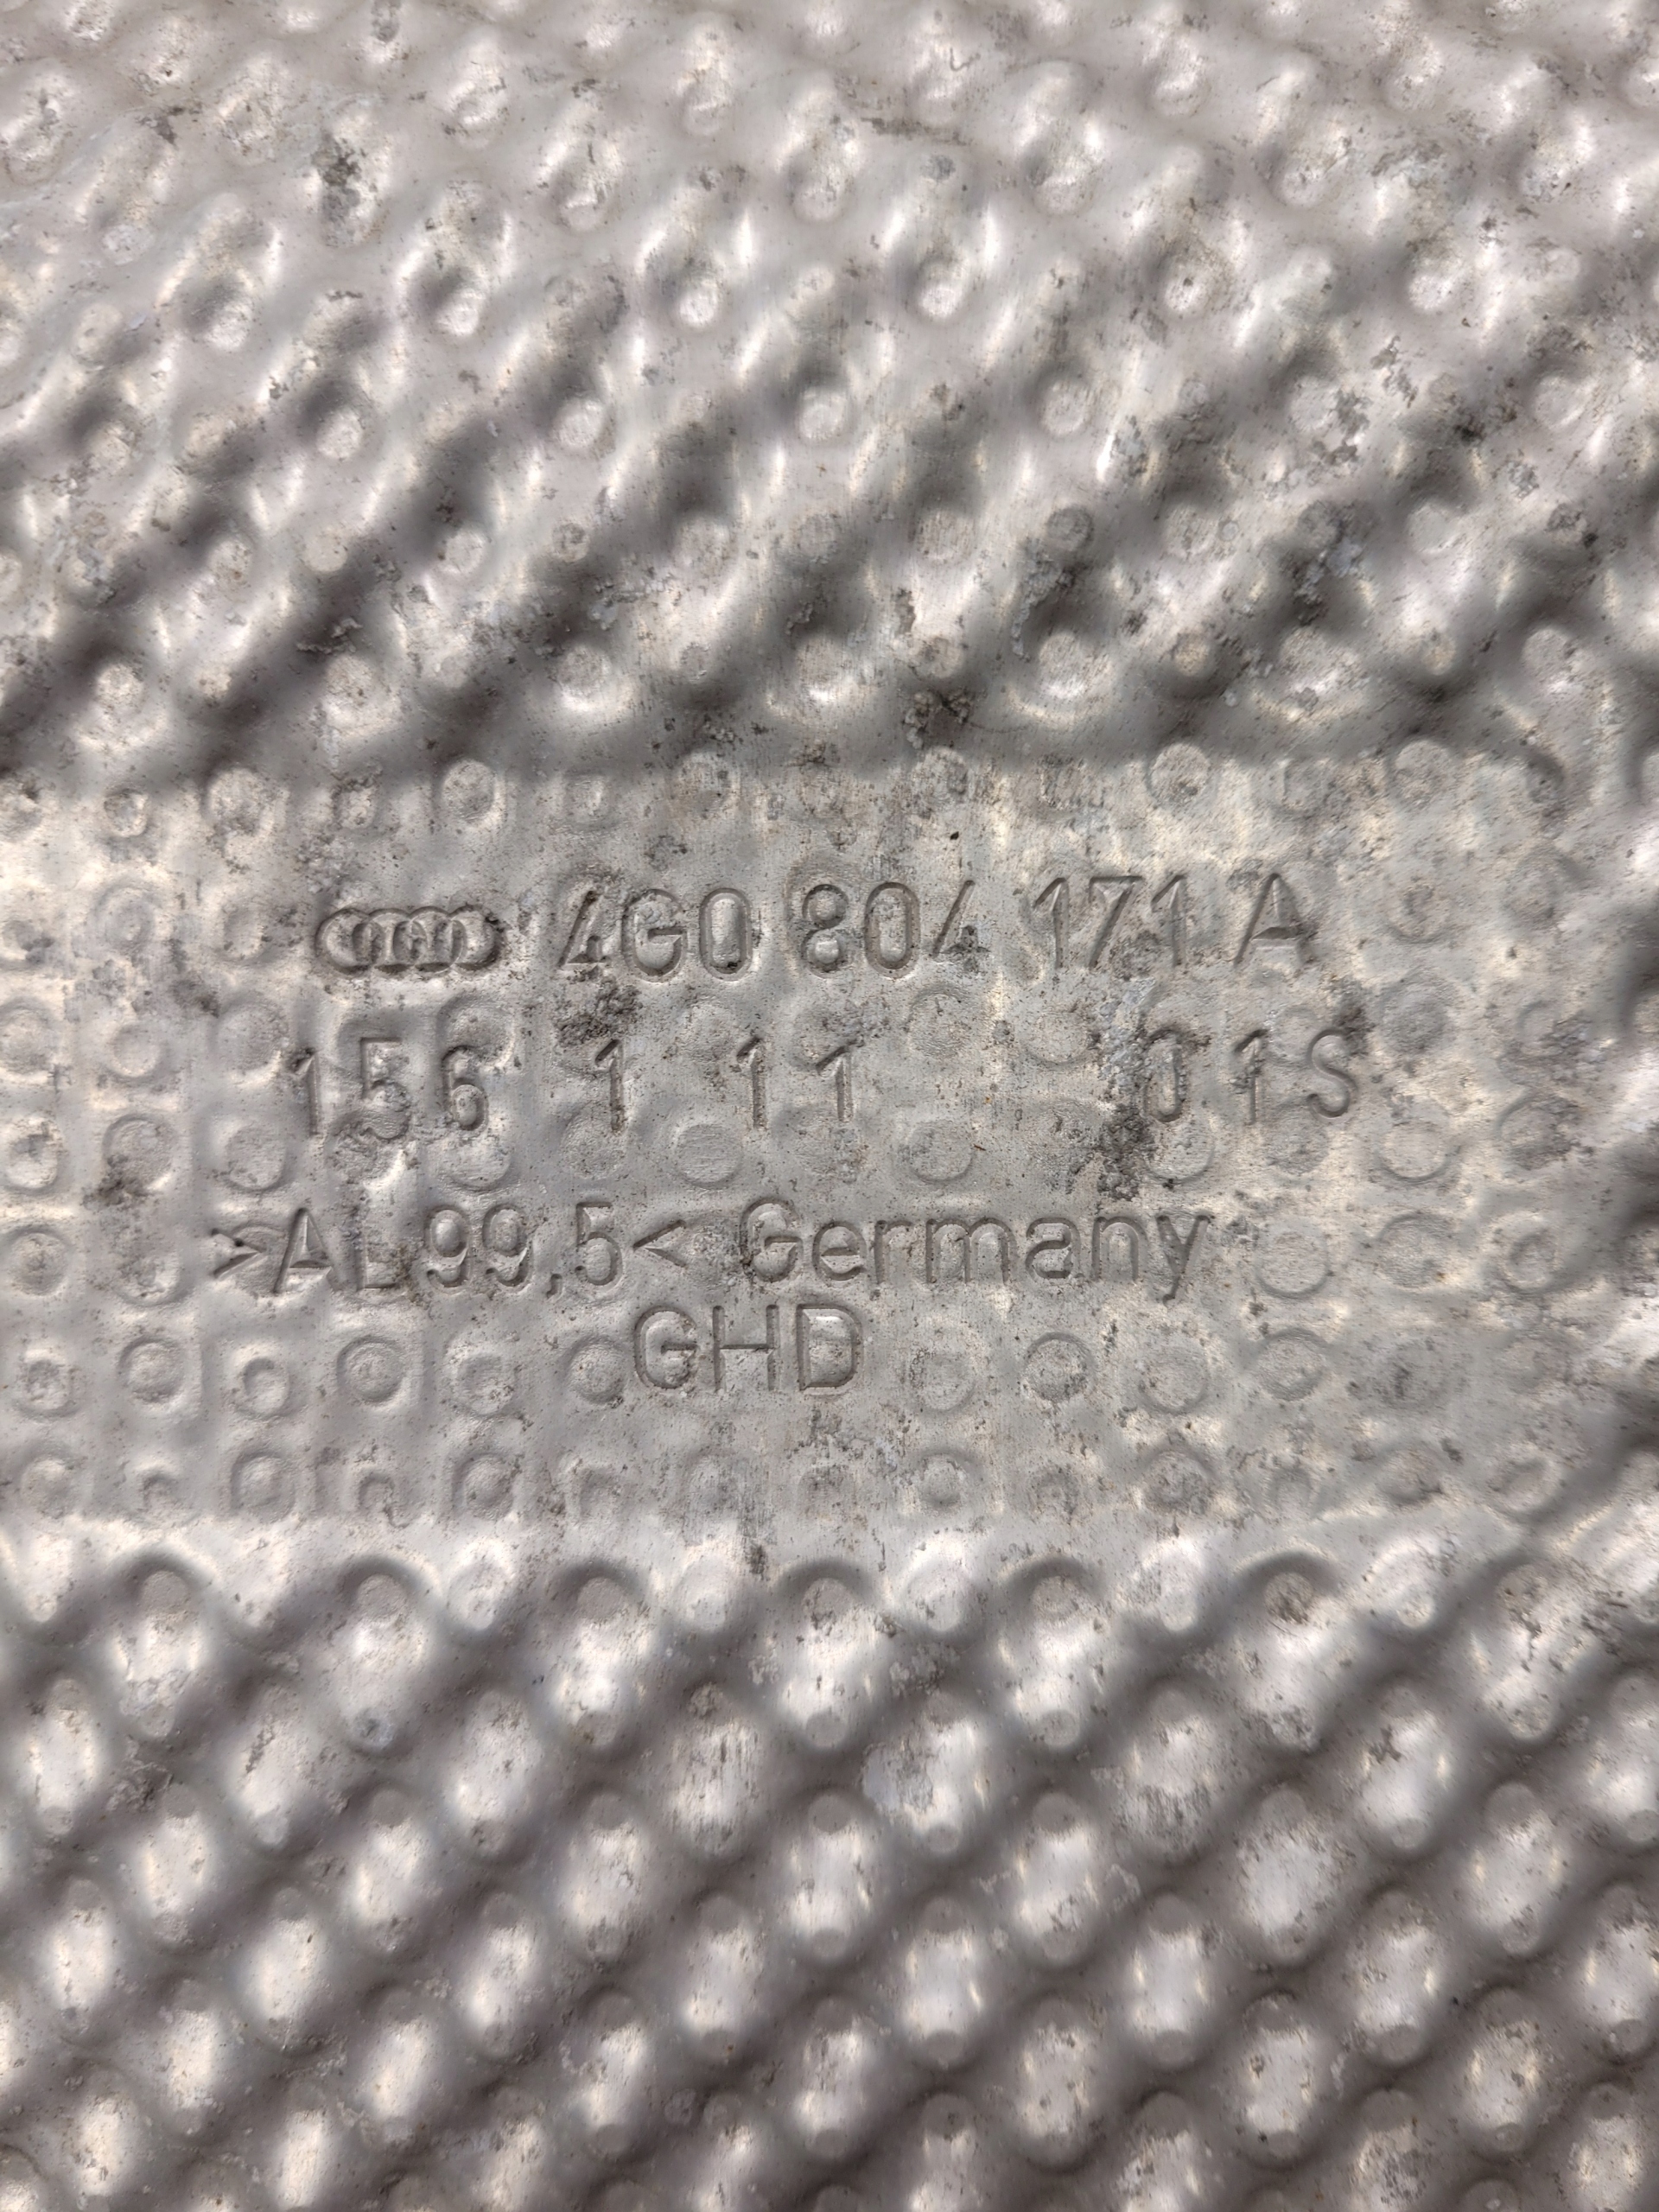 4G0 804 171 A
156 1 11 01S
>AL99,5< Germany
GHD